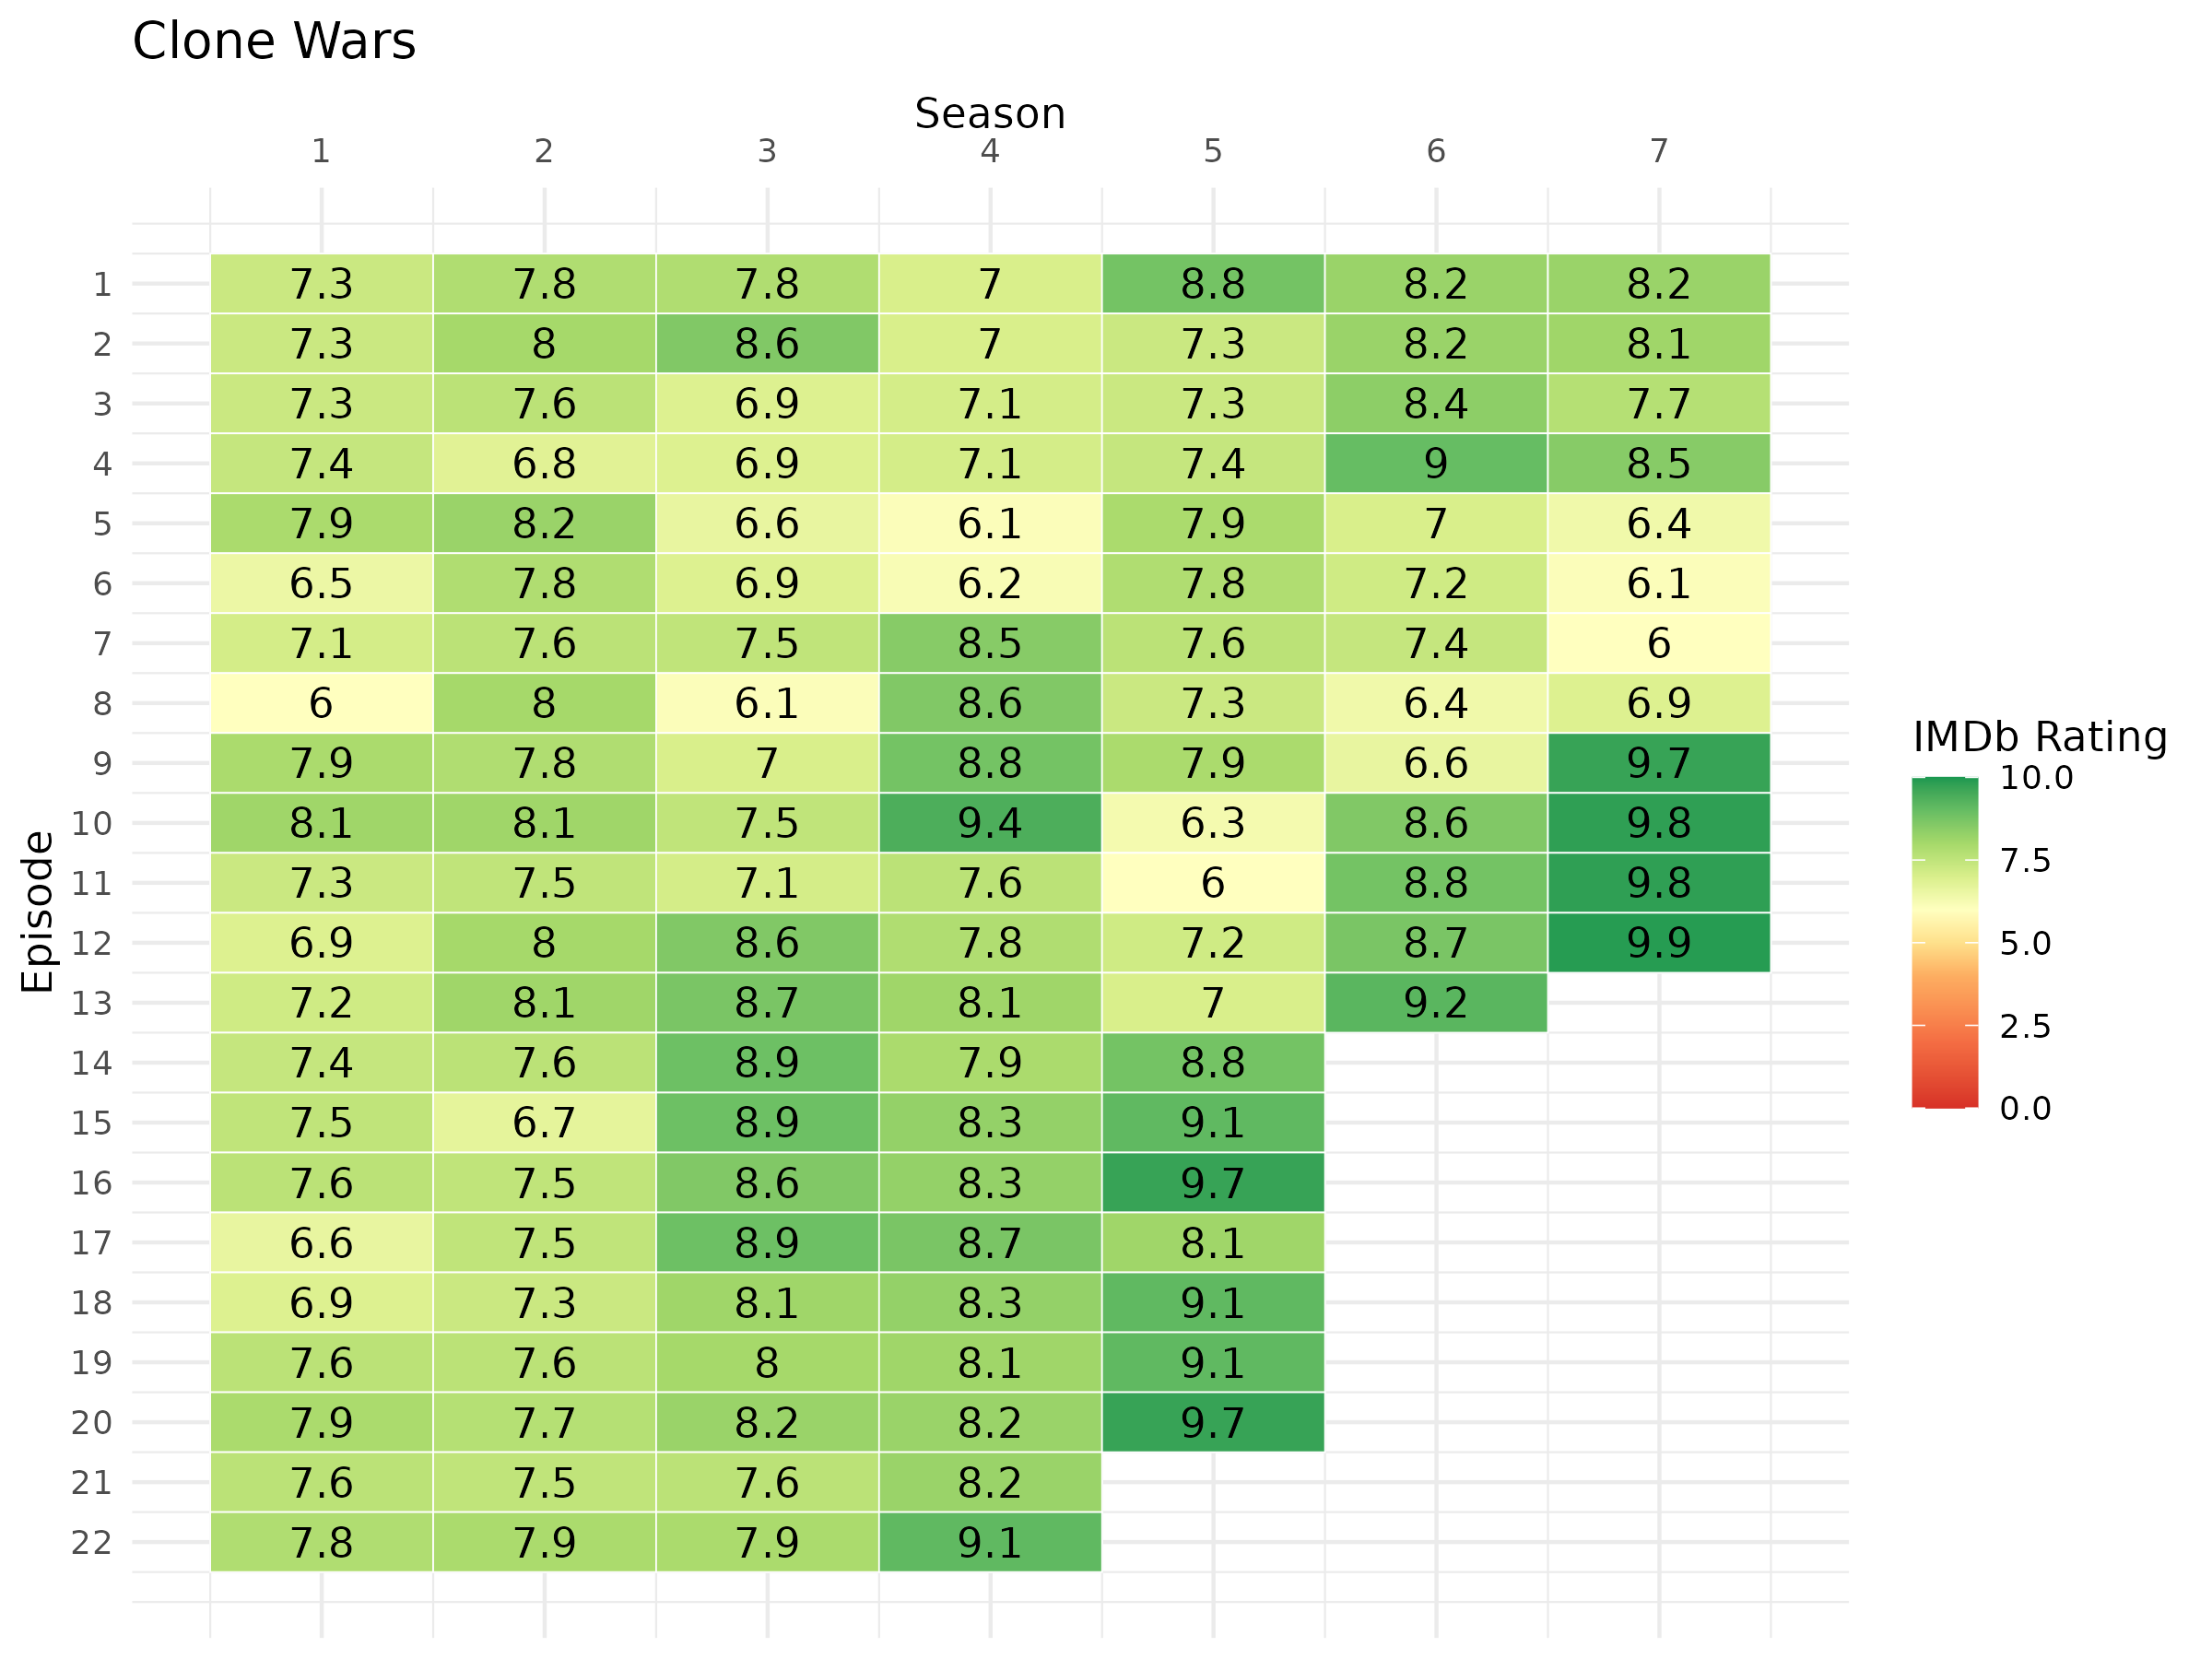 Clone Wars
Season
1 2 3 4 5 6 7
1 7.3 7.8 7.8 7 8.8 8.2 8.2
2 7.3 8 8.6 7 7.3 8.2 8.1
3 7.3 7.6 6.9 7.1 7.3 8.4 7.7
4 7.4 6.8 6.9 7.1 7.4 9 8.5
5 7.9 8.2 6.6 6.1 7.9 7 6.4
6 6.5 7.8 6.9 6.2 7.8 7.2 6.1
7 7.1 7.6 7.5 8.5 7.6 7.4 6
8 6 8 6.1 8.6 7.3 6.4 6.9
9 7.9 7.8 7 8.8 7.9 6.6 9.7
10 8.1 8.1 7.5 9.4 6.3 8.6 9.8
11 7.3 7.5 7.1 7.6 6 8.8 9.8
12 6.9 8 8.6 7.8 7.2 8.7 9.9
13 7.2 8.1 8.7 8.1 7 9.2
14 7.4 7.6 8.9 7.9 8.8
15 7.5 6.7 8.9 8.3 9.1
16 7.6 7.5 8.6 8.3 9.7
17 6.6 7.5 8.9 8.7 8.1
18 6.9 7.3 8.1 8.3 9.1
19 7.6 7.6 8 8.1 9.1
20 7.9 7.7 8.2 8.2 9.7
21 7.6 7.5 7.6 8.2
22 7.8 7.9 7.9 9.1
Episode
IMDb Rating
10.0
7.5
5.0
2.5
0.0